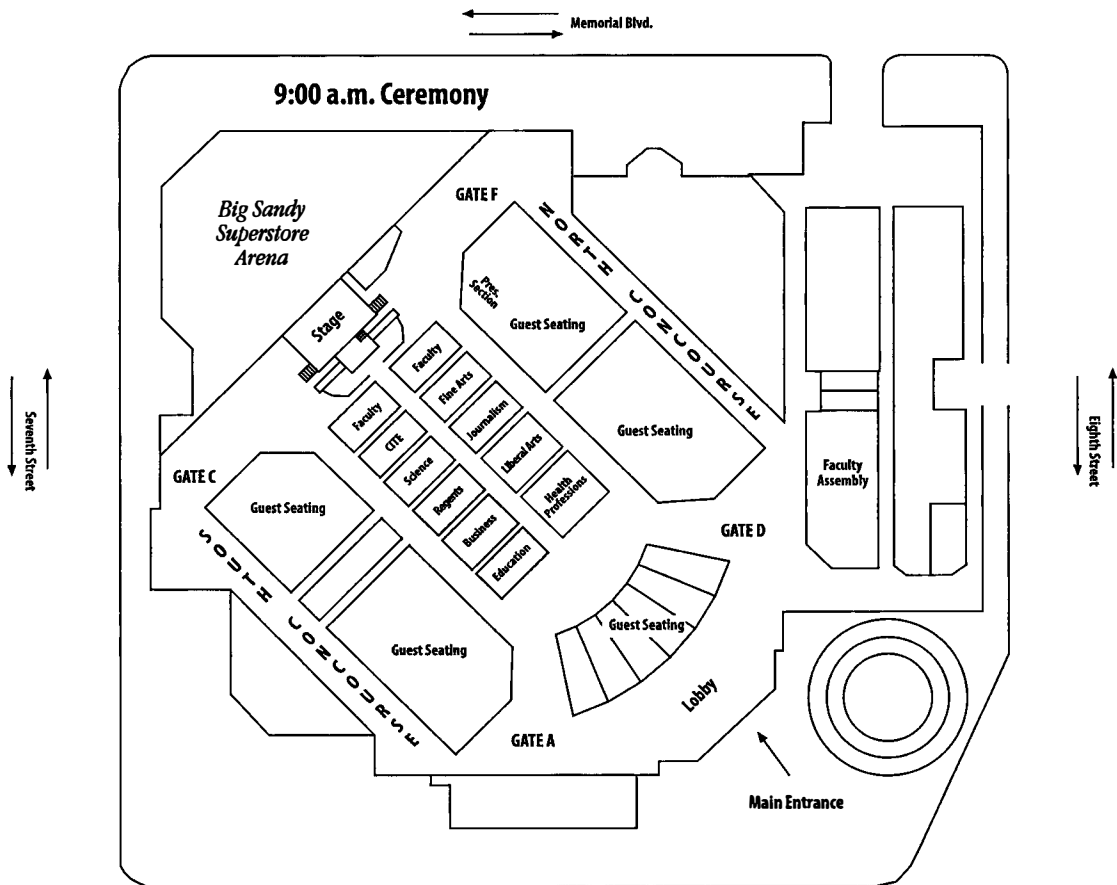 Memorial Blvd.
9:00 a.m. Ceremony
GATE F
Big Sandy
Superstore
Arena
NORTH CONCOURSE
Pres.
Section
Guest Seating
Stage
Faculty
Fine Arts
Journalism
Liberal Arts
Health
Professions
Faculty
CITE
Science
Regents
Business
Education
Guest Seating
Seventh Street
Eighth Street
Faculty
Assembly
GATE C
Guest Seating
GATE D
SOUTH CONCOURSE
Guest Seating
Guest Seating
Lobby
GATE A
Main Entrance